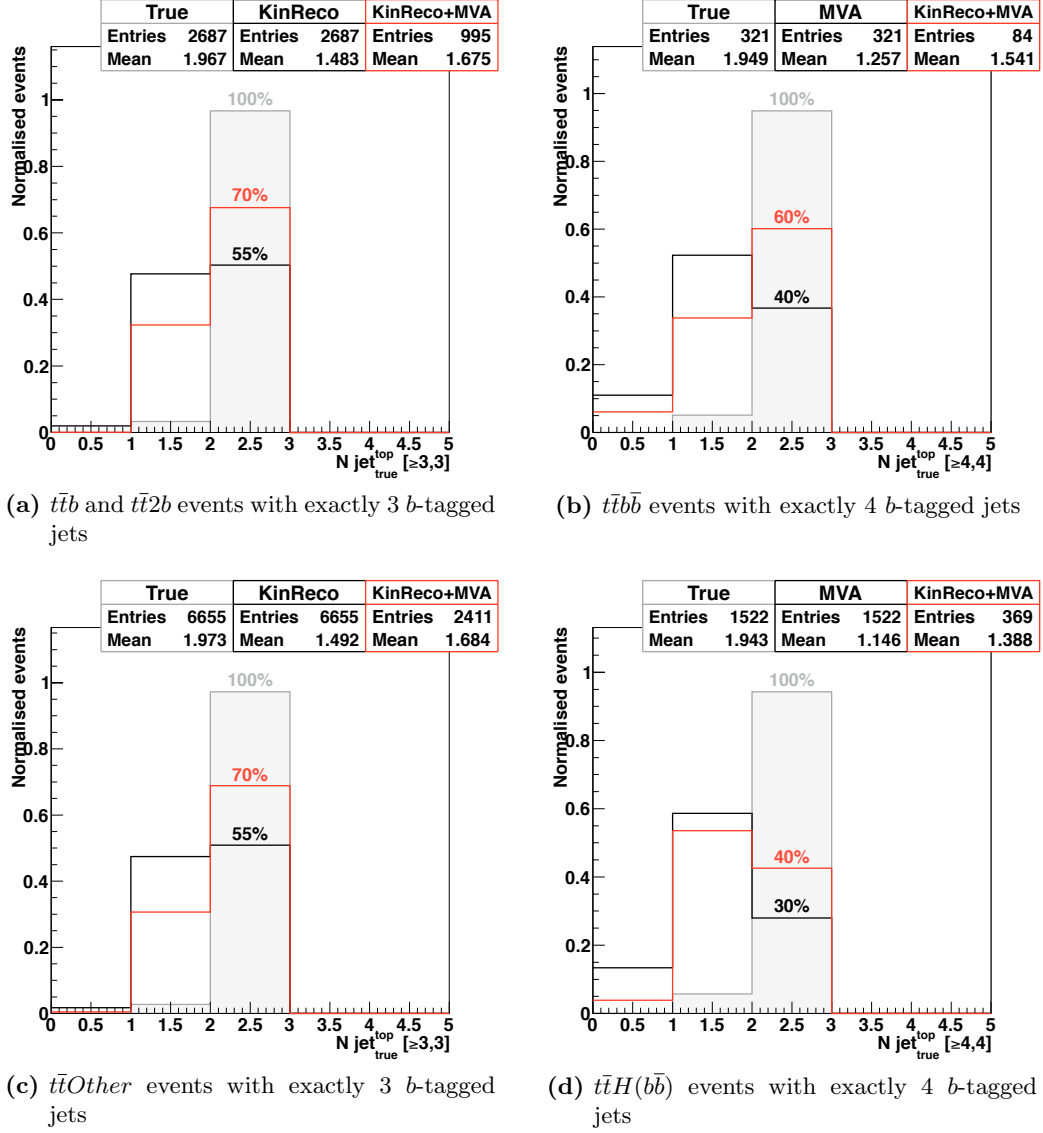 True KinReco KinReco+MVA
Entries 2687 Entries 2687 Entries 995
Mean 1.967 Mean 1.483 Mean 1.675
Normalised events
1
0.8
0.6
0.4
0.2
0
100%
70%
55%
0 0.5 1 1.5 2 2.5 3 3.5 4 4.5 5
N jet^top_true [≥3,3]
(a) tt̄b and tt̄2b events with exactly 3 b-tagged
jets
True MVA KinReco+MVA
Entries 321 Entries 321 Entries 84
Mean 1.949 Mean 1.257 Mean 1.541
Normalised events
1
0.8
0.6
0.4
0.2
0
100%
60%
40%
0 0.5 1 1.5 2 2.5 3 3.5 4 4.5 5
N jet^top_true [≥4,4]
(b) tt̄bb̄ events with exactly 4 b-tagged jets
True KinReco KinReco+MVA
Entries 6655 Entries 6655 Entries 2411
Mean 1.973 Mean 1.492 Mean 1.684
Normalised events
1
0.8
0.6
0.4
0.2
0
100%
70%
55%
0 0.5 1 1.5 2 2.5 3 3.5 4 4.5 5
N jet^top_true [≥3,3]
(c) tt̄Other events with exactly 3 b-tagged
jets
True MVA KinReco+MVA
Entries 1522 Entries 1522 Entries 369
Mean 1.943 Mean 1.146 Mean 1.388
Normalised events
1
0.8
0.6
0.4
0.2
0
100%
40%
30%
0 0.5 1 1.5 2 2.5 3 3.5 4 4.5 5
N jet^top_true [≥4,4]
(d) tt̄H(bb̄) events with exactly 4 b-tagged
jets